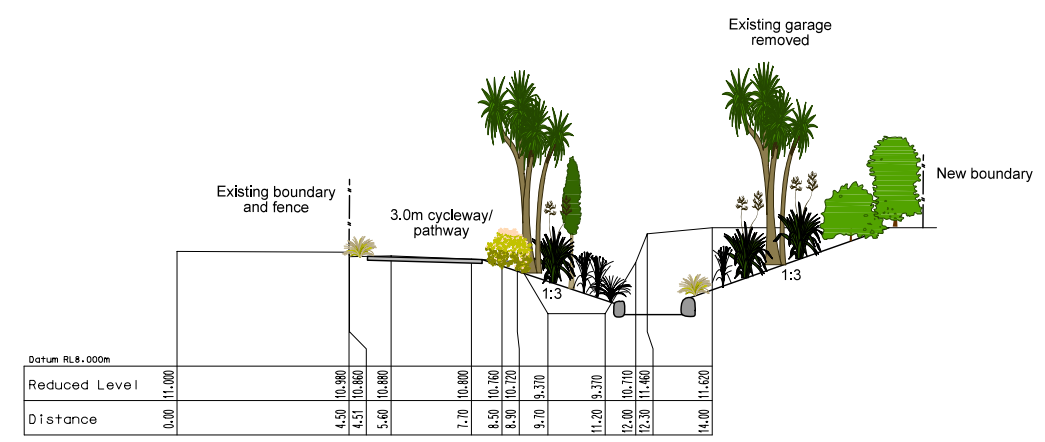 Existing garage
removed
Existing boundary
and fence
3.0m cycleway/
pathway
New boundary
1:3
1:3
Datum RL8.000m
Reduced Level 11.000 10.980 10.860 10.880 10.800 10.760 10.720 9.370 9.370 10.710 11.460 11.620
Distance 0.00 4.50 4.51 5.60 7.70 8.50 8.90 9.70 11.20 12.00 12.30 14.00